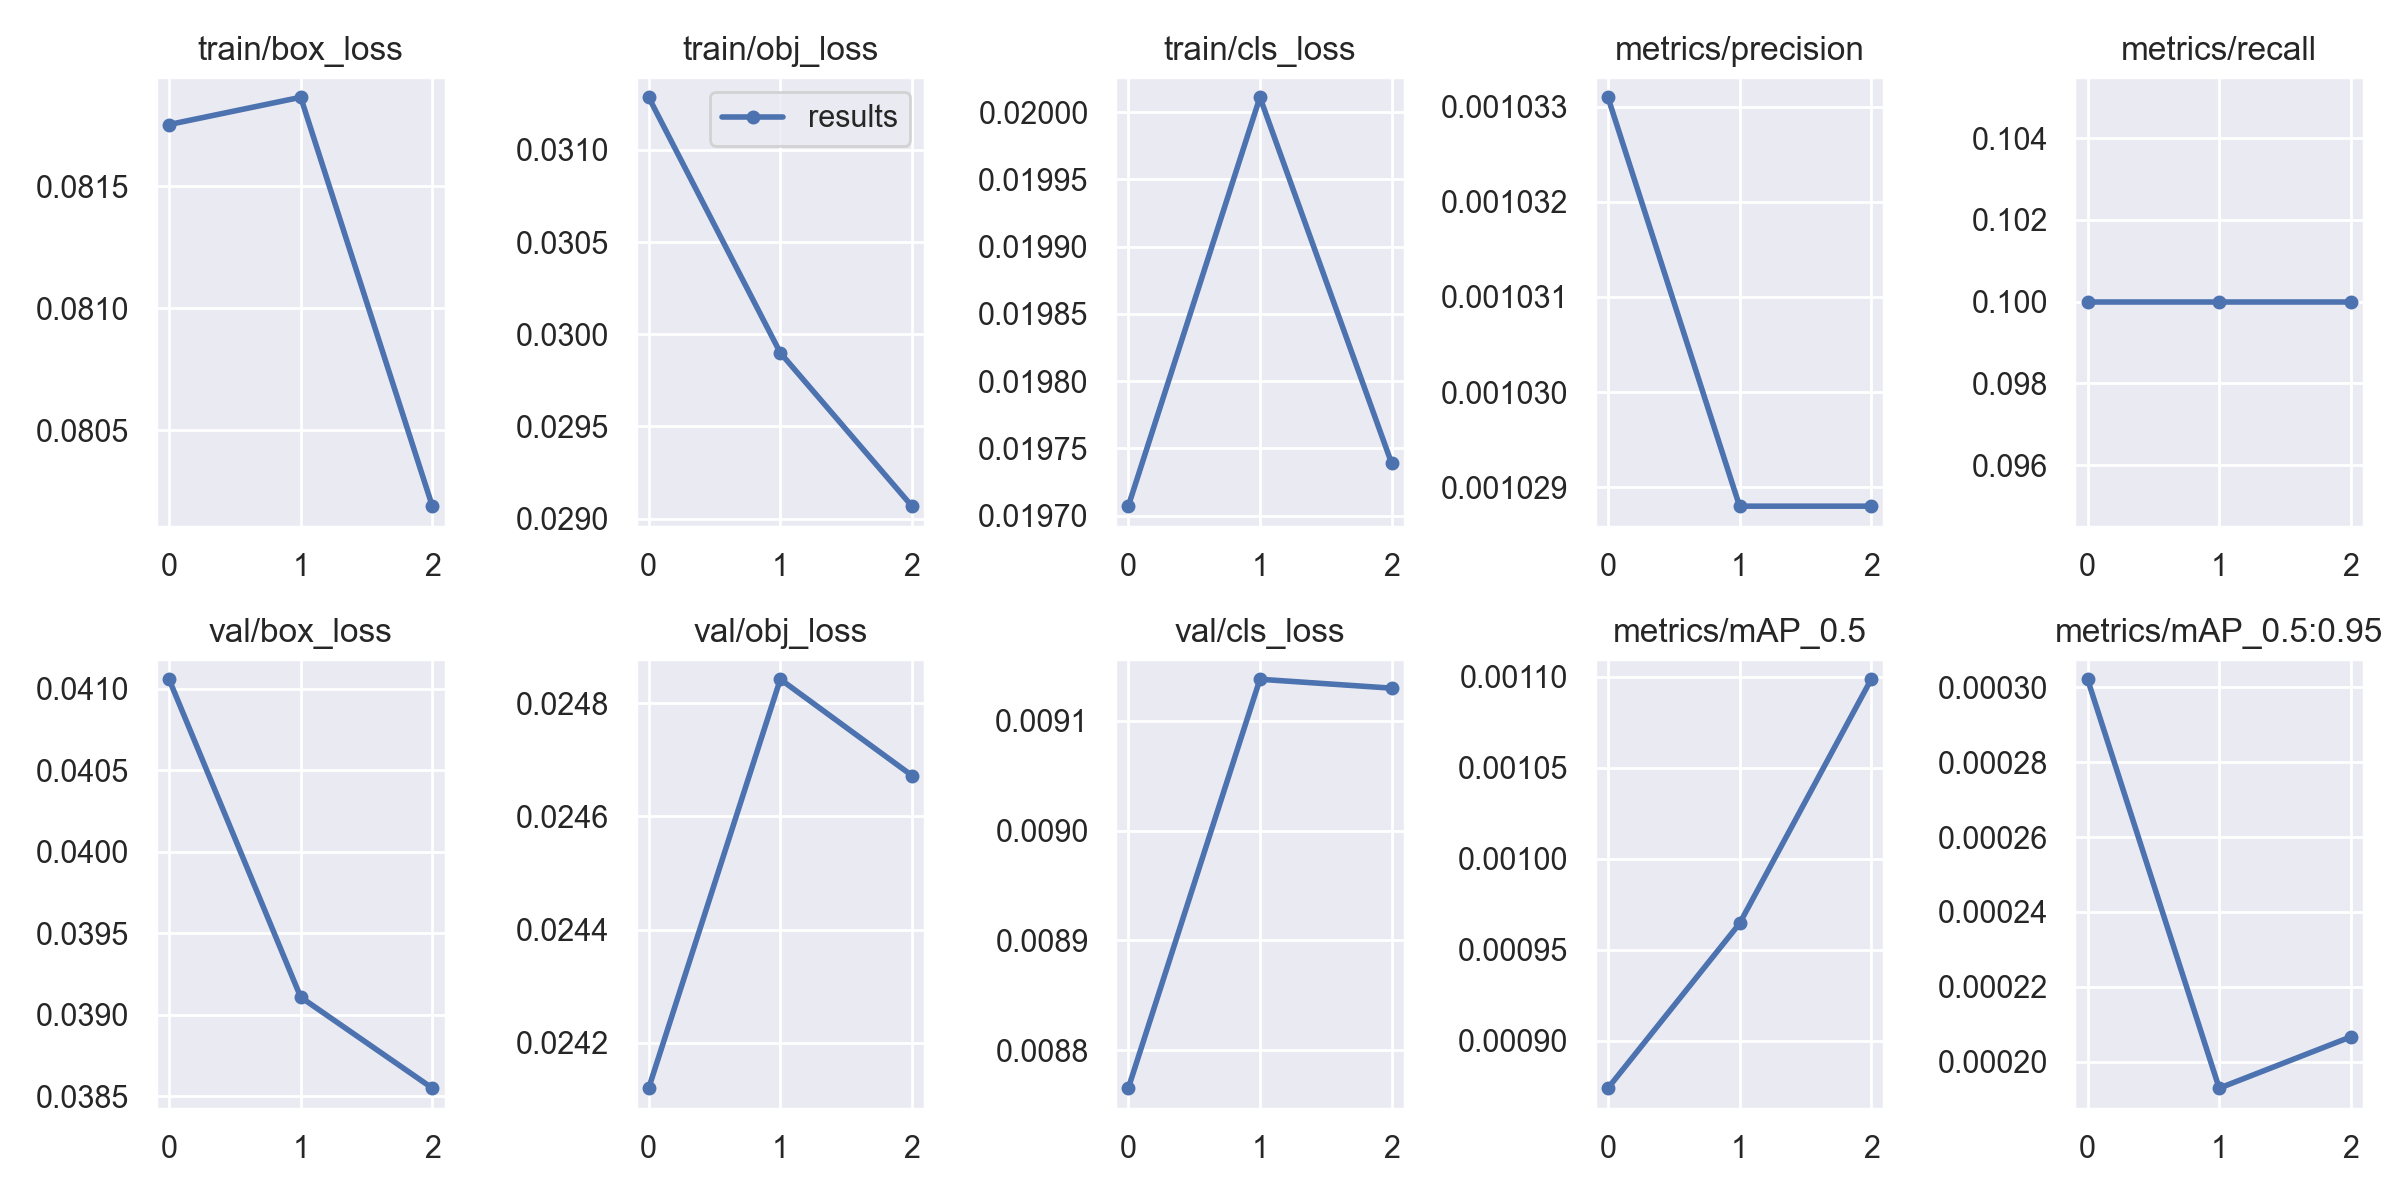 train/box_loss
0.0815
0.0810
0.0805
0 1 2
train/obj_loss
results
0.0310
0.0305
0.0300
0.0295
0.0290
0 1 2
train/cls_loss
0.02000
0.01995
0.01990
0.01985
0.01980
0.01975
0.01970
0 1 2
metrics/precision
0.001033
0.001032
0.001031
0.001030
0.001029
0 1 2
metrics/recall
0.104
0.102
0.100
0.098
0.096
0 1 2
val/box_loss
0.0410
0.0405
0.0400
0.0395
0.0390
0.0385
0 1 2
val/obj_loss
0.0248
0.0246
0.0244
0.0242
0 1 2
val/cls_loss
0.0091
0.0090
0.0089
0.0088
0 1 2
metrics/mAP_0.5
0.00110
0.00105
0.00100
0.00095
0.00090
0 1 2
metrics/mAP_0.5:0.95
0.00030
0.00028
0.00026
0.00024
0.00022
0.00020
0 1 2